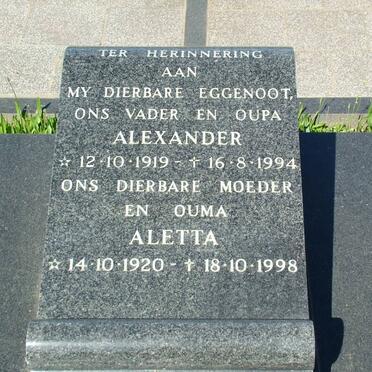 TER HERINNERING
AAN
MY DIERBARE EGGENOOT,
ONS VADER EN OUPA
ALEXANDER
☆ 12·10·1919 - ✝ 16·8·1994
ONS DIERBARE MOEDER
EN OUMA
ALETTA
☆ 14·10·1920 - ✝ 18·10·1998